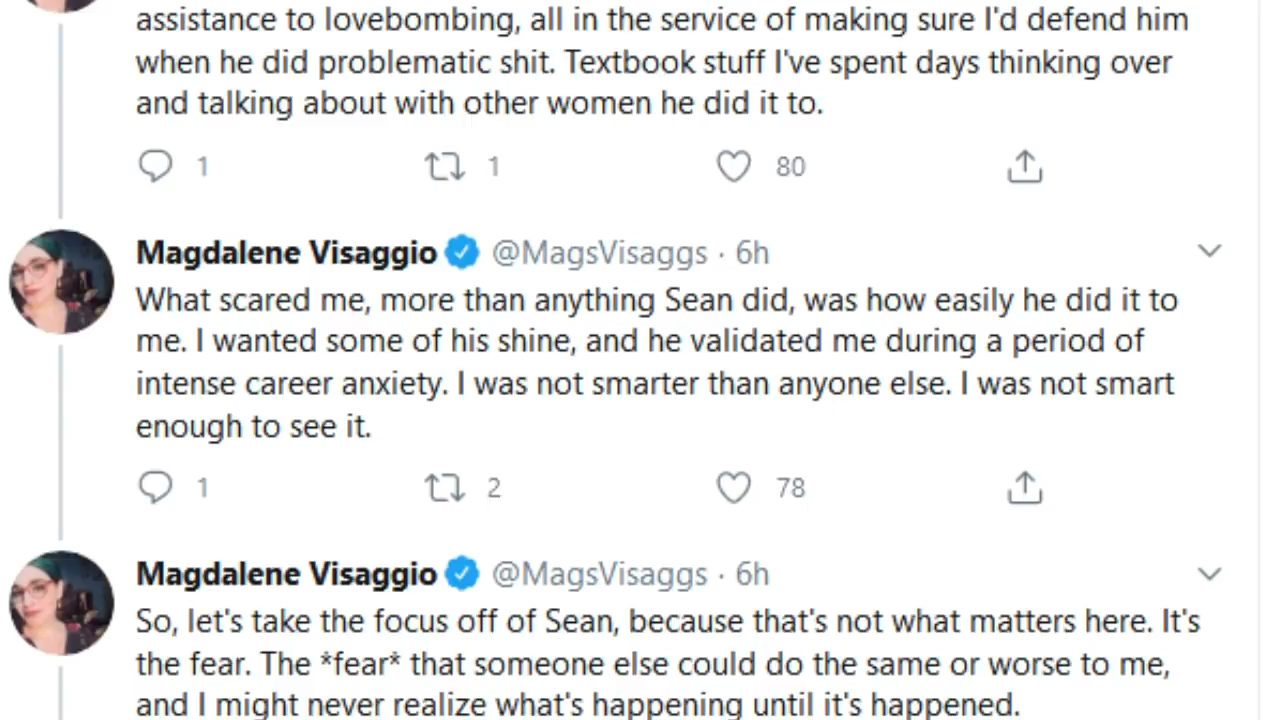 assistance to lovebombing, all in the service of making sure I'd defend him
when he did problematic shit. Textbook stuff I've spent days thinking over
and talking about with other women he did it to.
1 1 80
Magdalene Visaggio @MagsVisaggs · 6h
What scared me, more than anything Sean did, was how easily he did it to
me. I wanted some of his shine, and he validated me during a period of
intense career anxiety. I was not smarter than anyone else. I was not smart
enough to see it.
1 2 78
Magdalene Visaggio @MagsVisaggs · 6h
So, let's take the focus off of Sean, because that's not what matters here. It's
the fear. The *fear* that someone else could do the same or worse to me,
and I might never realize what's happening until it's happened.